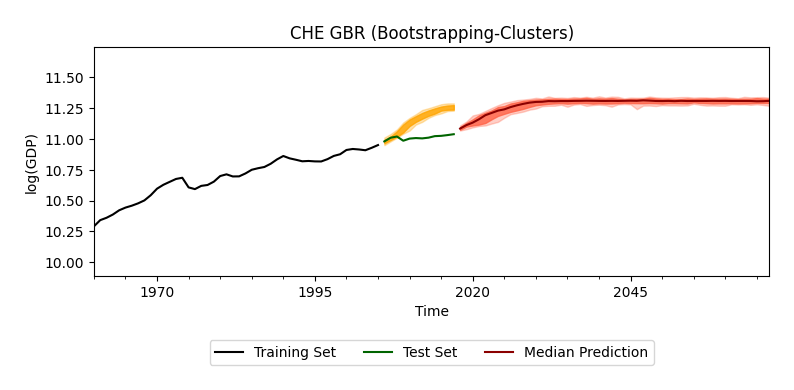 CHE GBR (Bootstrapping-Clusters)
log(GDP)
11.50
11.25
11.00
10.75
10.50
10.25
10.00
1970 1995 2020 2045
Time
Training Set Test Set Median Prediction